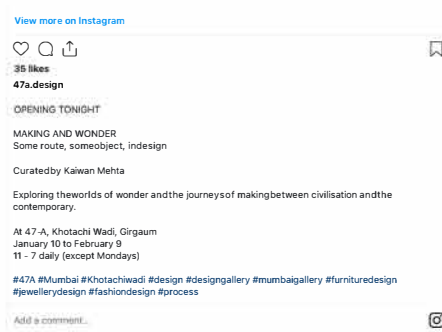 View more on Instagram
35 likes
47a.design
OPENING TONIGHT
MAKING AND WONDER
Some route, someobject, indesign
Curatedby Kaiwan Mehta
Exploring theworlds of wonder andthe journeysof makingbetween civilisation andthe
contemporary.
At 47-A, Khotachi Wadi, Girgaum
January 10 to February 9
11 - 7 daily (except Mondays)
#47A #Mumbai #Khotachiwadi #design #designgallery #mumbaigallery #furnituredesign
#jewellerydesign #fashiondesign #process
Add a comment...